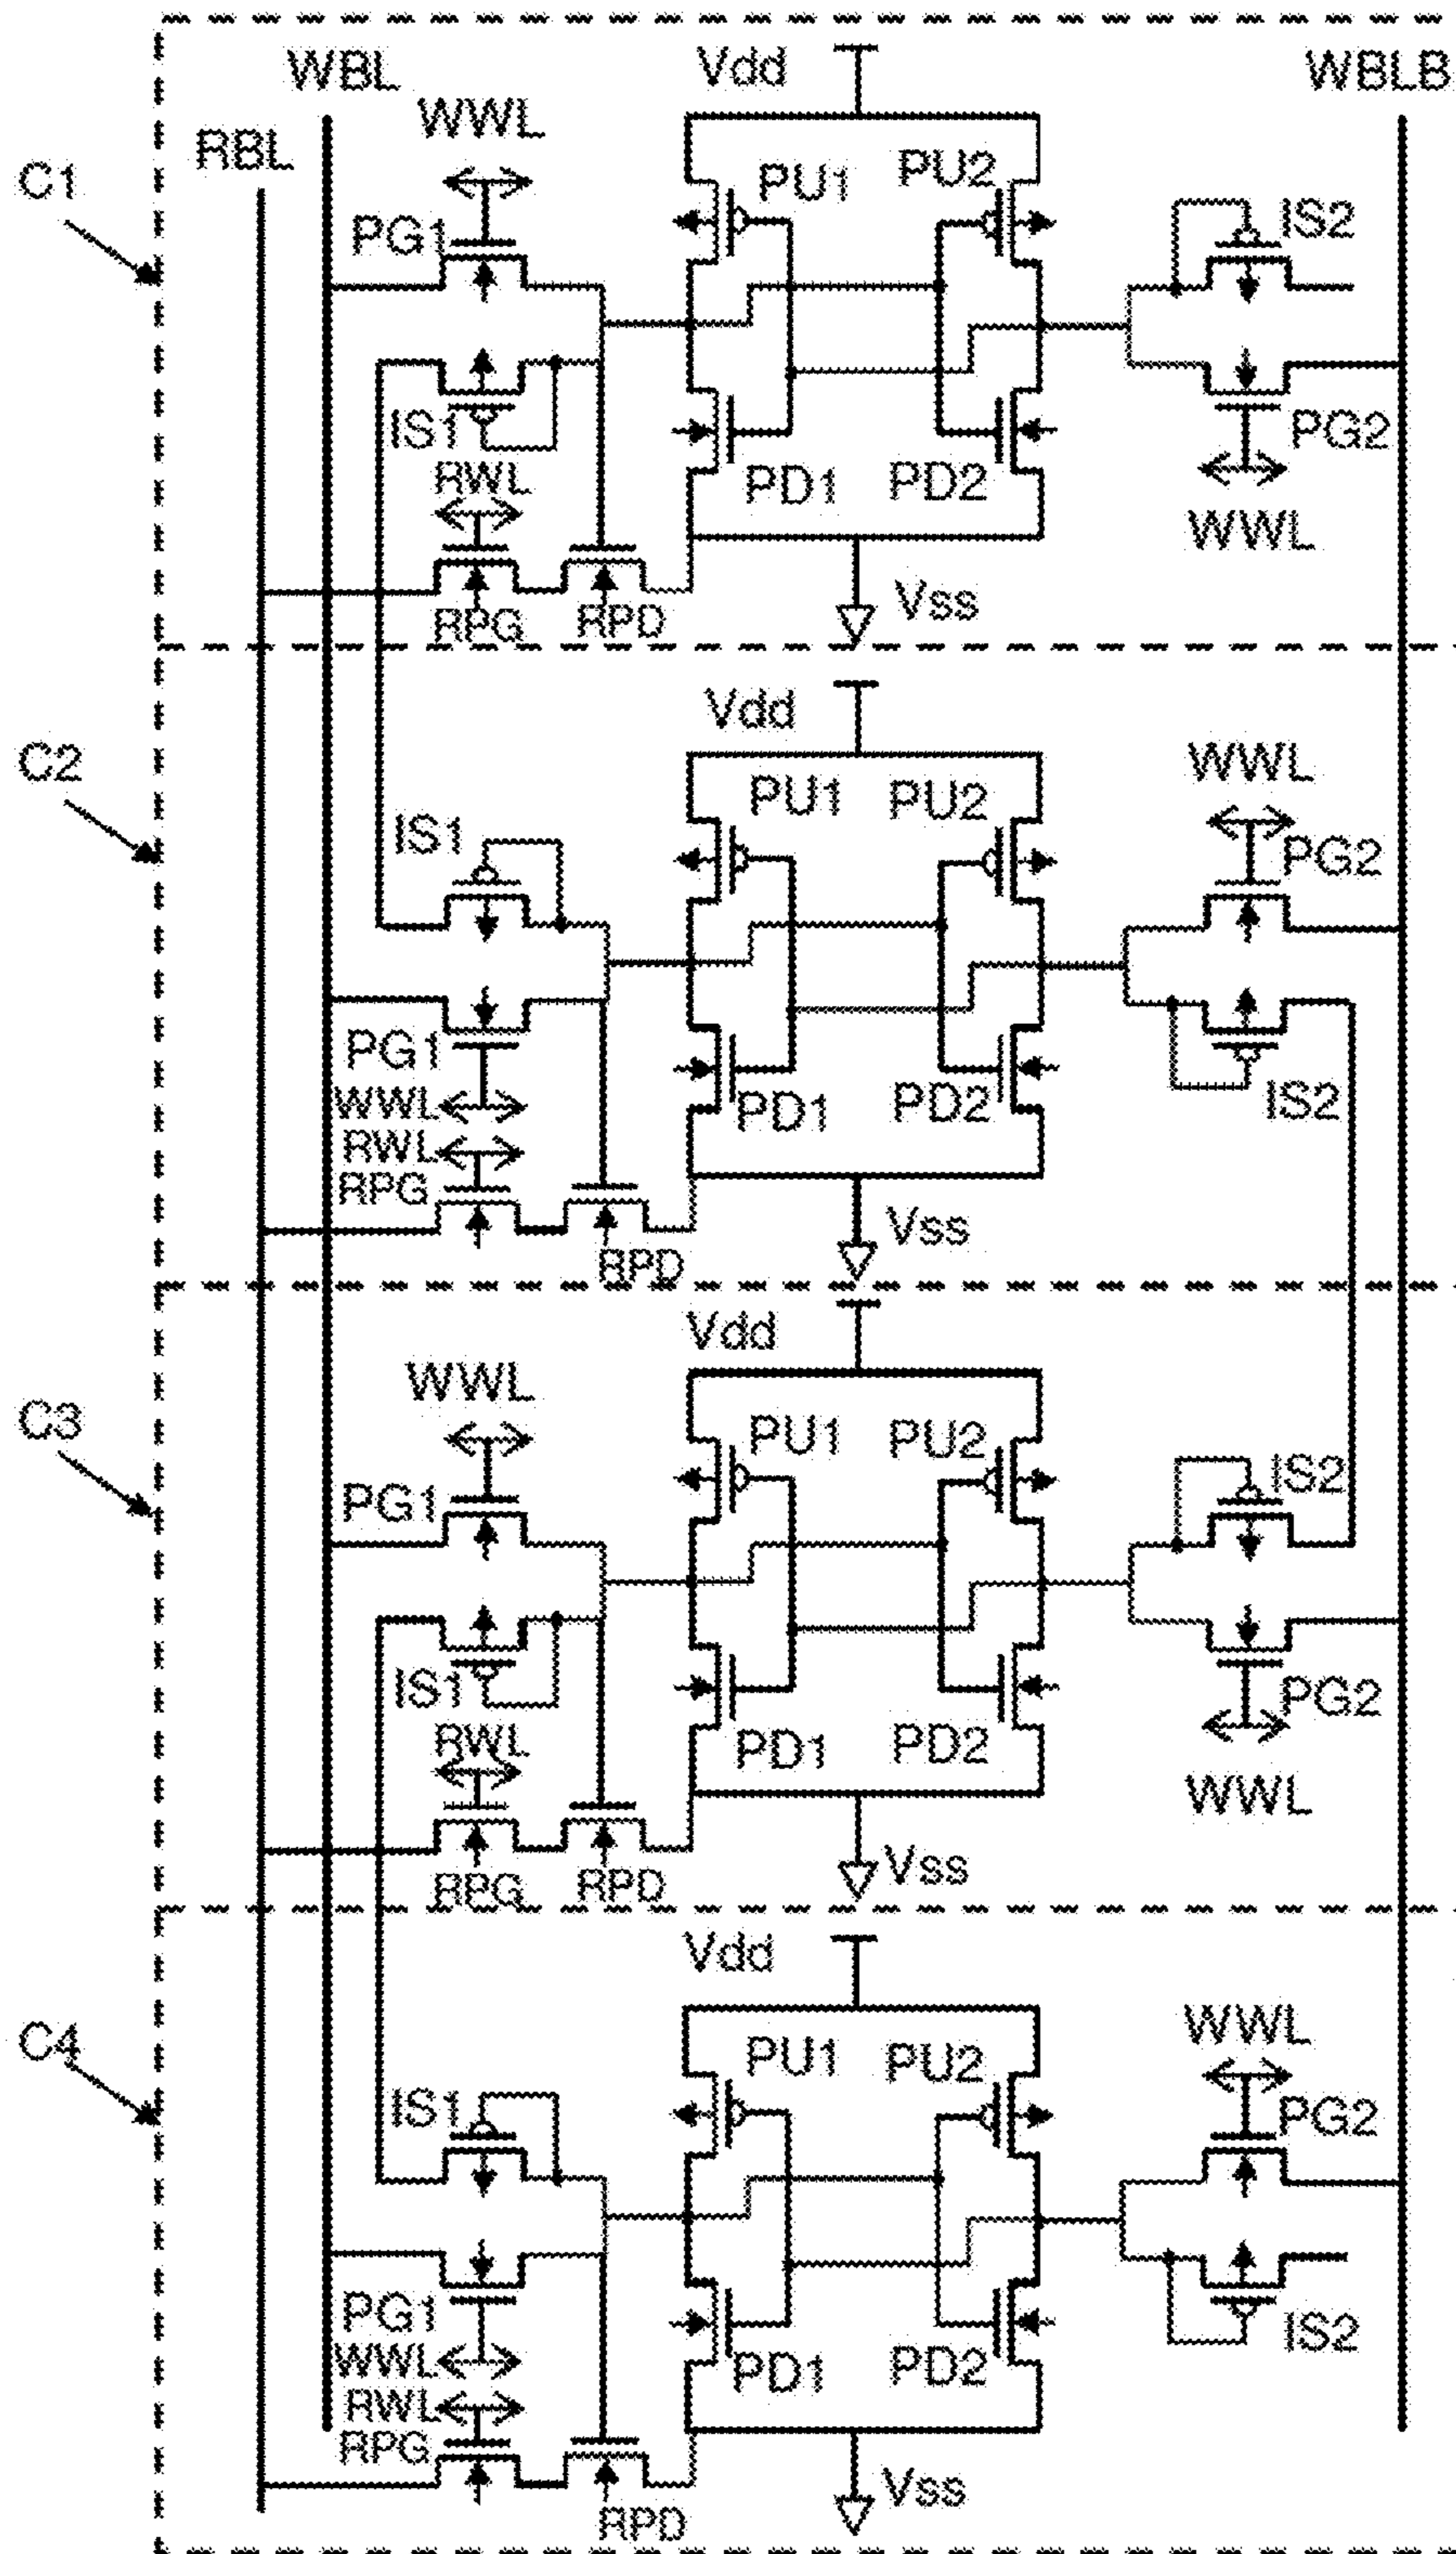 WBL
Vdd
WBLB
WWL
RBL
C1
PU1
PU2
IS2
PG1
IS1
PG2
RWL
PD1
PD2
WWL
RPG
RPD
Vss
Vdd
C2
WWL
PU1
PU2
IS1
PG2
PG1
WWL
PD1
PD2
IS2
RWL
RPG
Vss
RPD
Vdd
C3
WWL
PU1
PU2
IS2
PG1
IS1
PG2
RWL
PD1
PD2
WWL
RPG
RPD
Vss
Vdd
C4
WWL
PU1
PU2
IS1
PG2
PG1
IS2
WWL
PD1
PD2
RWL
RPG
Vss
RPD